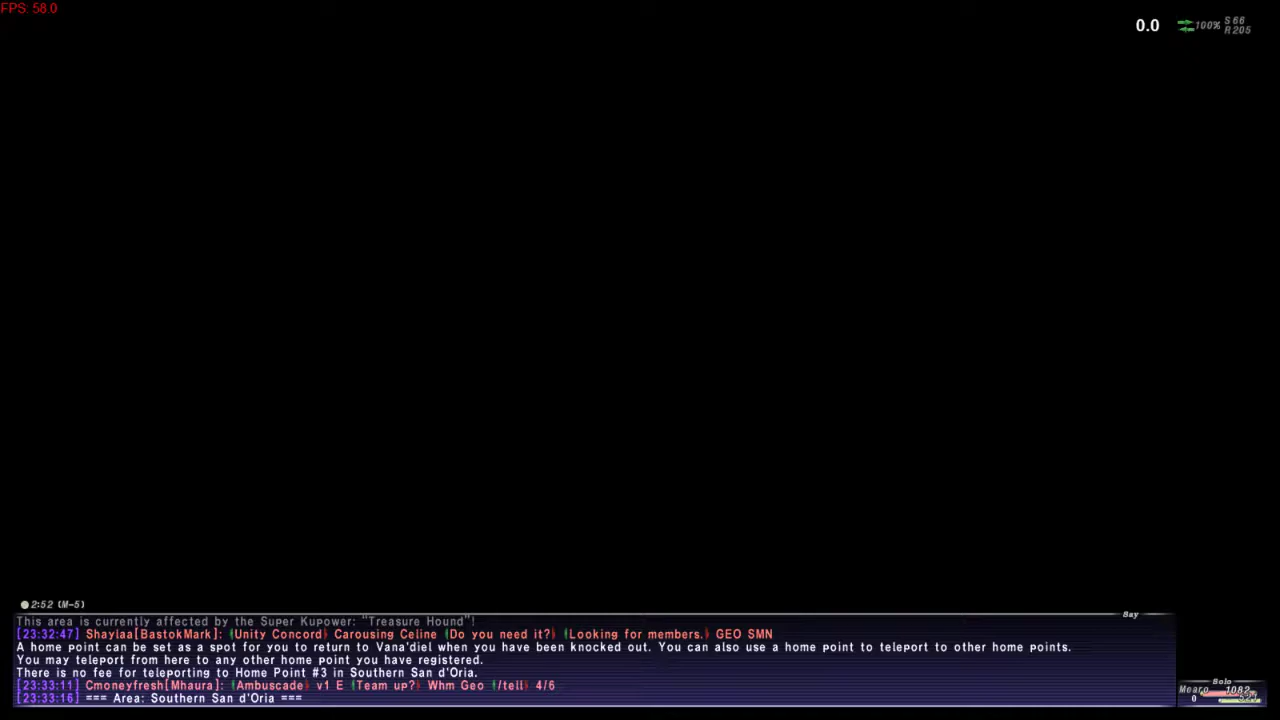 FPS: 58.0
0.0
100%
S 66
R 205
2:52 (M-5)
Say
This area is currently affected by the Super Kupower: "Treasure Hound"!
[23:32:47] Shaylaa[BastokMark]: Unity Concord Carousing Celine Do you need it? Looking for members. GEO SMN
A home point can be set as a spot for you to return to Vana'diel when you have been knocked out. You can also use a home point to teleport to other home points.
You may teleport from here to any other home point you have registered.
There is no fee for teleporting to Home Point #3 in Southern San d'Oria.
[23:33:11] Cmoneyfresh[Mhaura]: Ambuscade v1 E Team up? Whm Geo /tell 4/6
[23:33:16] === Area: Southern San d'Oria ===
Solo
1082
0